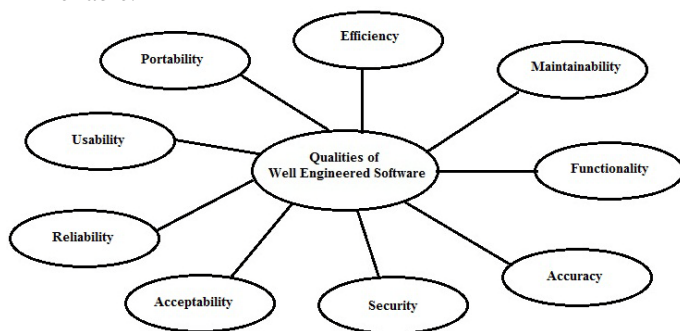 Efficiency
Portability
Maintainability
Usability
Qualities of
Well Engineered Software
Functionality
Reliability
Accuracy
Acceptability
Security